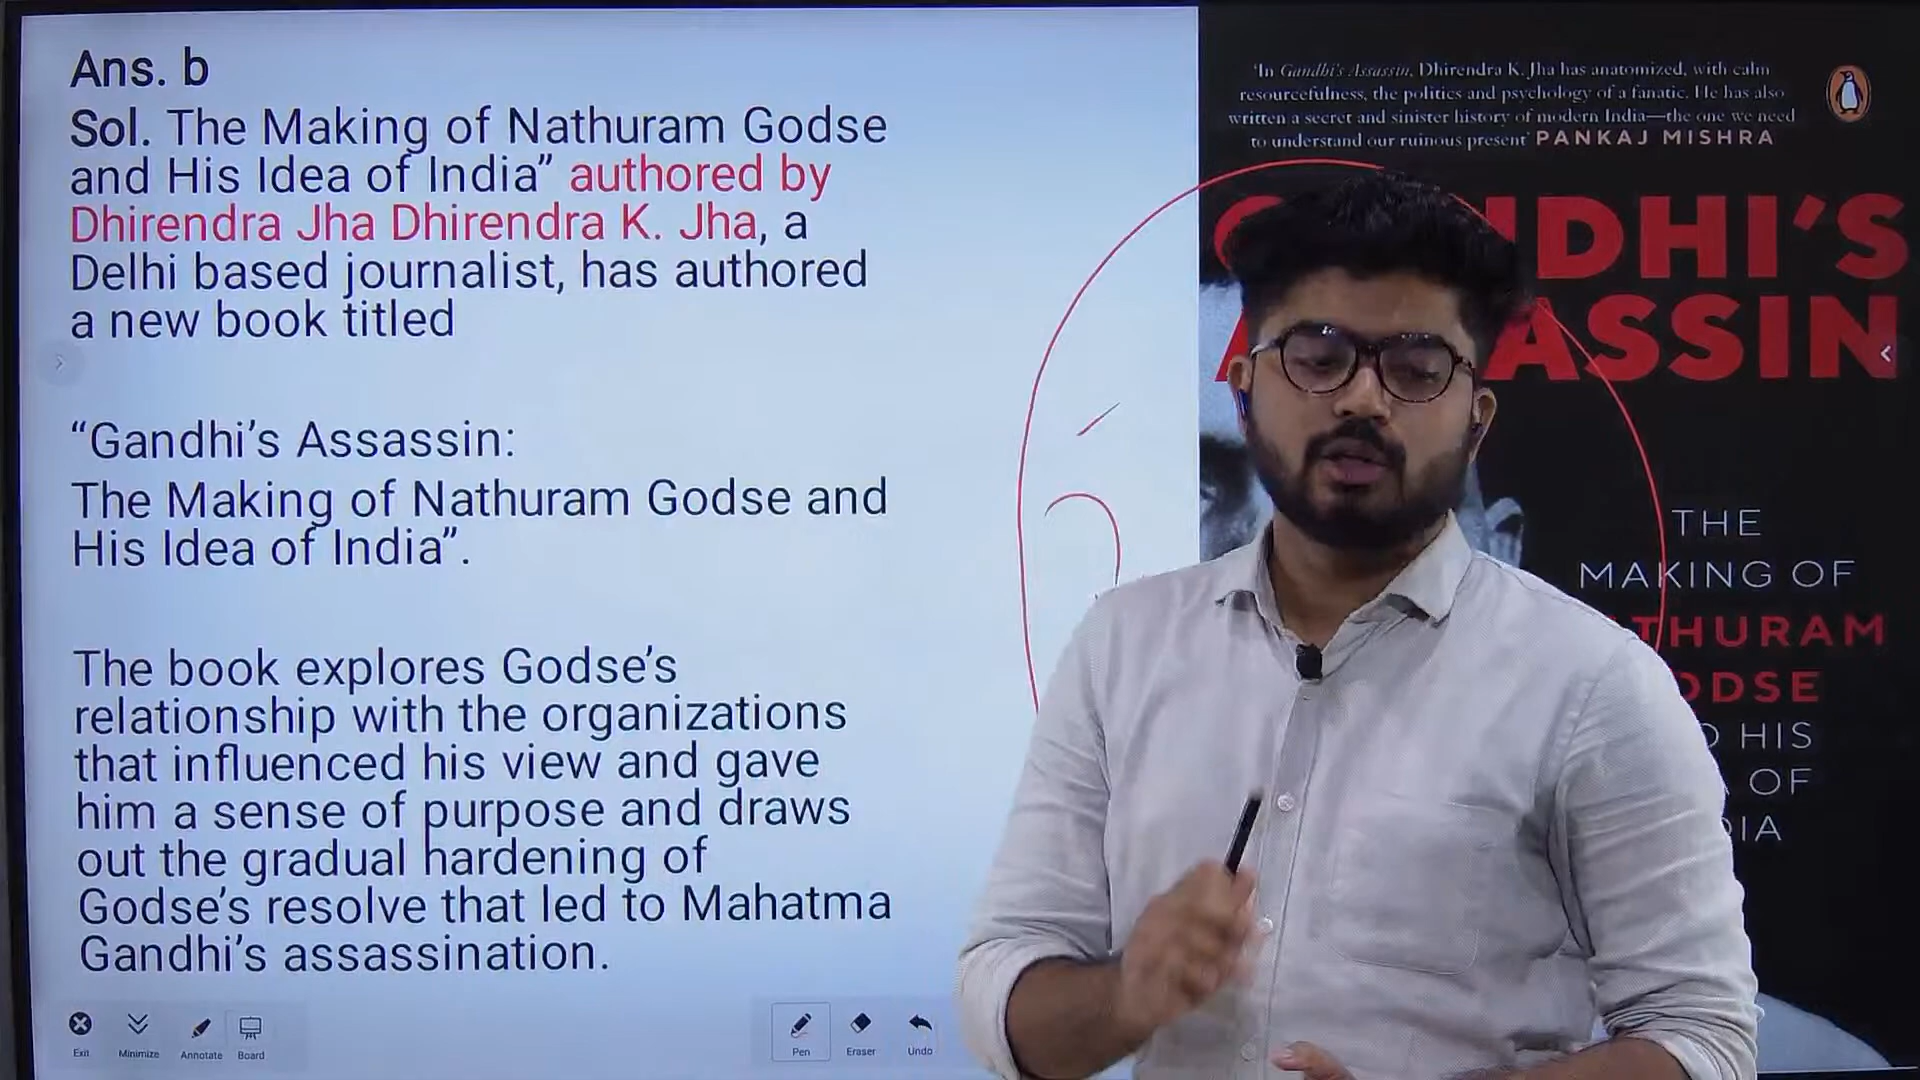 Ans. b
Sol. The Making of Nathuram Godse
and His Idea of India” authored by
Dhirendra Jha Dhirendra K. Jha, a
Delhi based journalist, has authored
a new book titled
“Gandhi’s Assassin:
The Making of Nathuram Godse and
His Idea of India”.
The book explores Godse’s
relationship with the organizations
that influenced his view and gave
him a sense of purpose and draws
out the gradual hardening of
Godse’s resolve that led to Mahatma
Gandhi’s assassination.
Exit Minimize Annotate Board Pen Eraser Undo
‘In Gandhi’s Assassin, Dhirendra K. Jha has anatomized, with calm
resourcefulness, the politics and psychology of a fanatic. He has also
written a secret and sinister history of modern India—the one we need
to understand our ruinous present’ PANKAJ MISHRA
DHI’S
ASSIN
THE
MAKING OF
THURAM
ODSE
HIS
OF
DIA